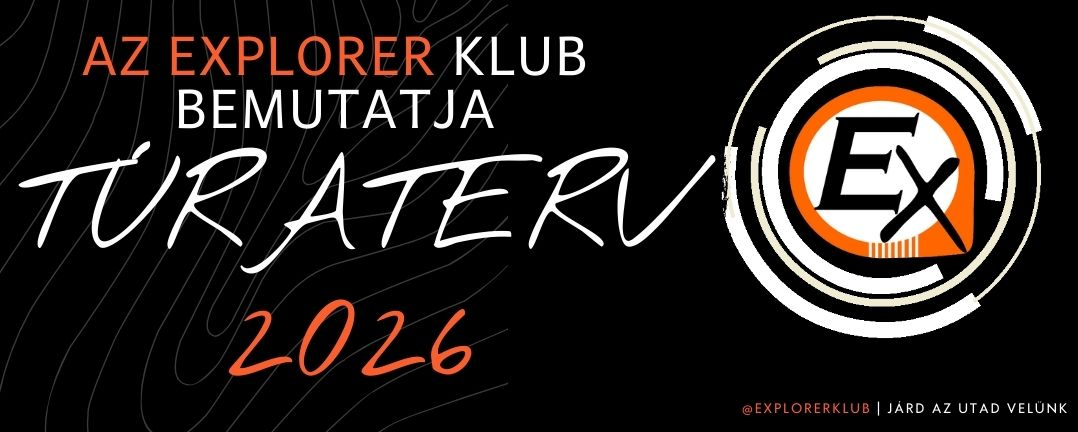 AZ EXPLORER KLUB
BEMUTATJA
TÚRATERV
2026
Ex
@EXPLORERKLUB | JÁRD AZ UTAD VELÜNK